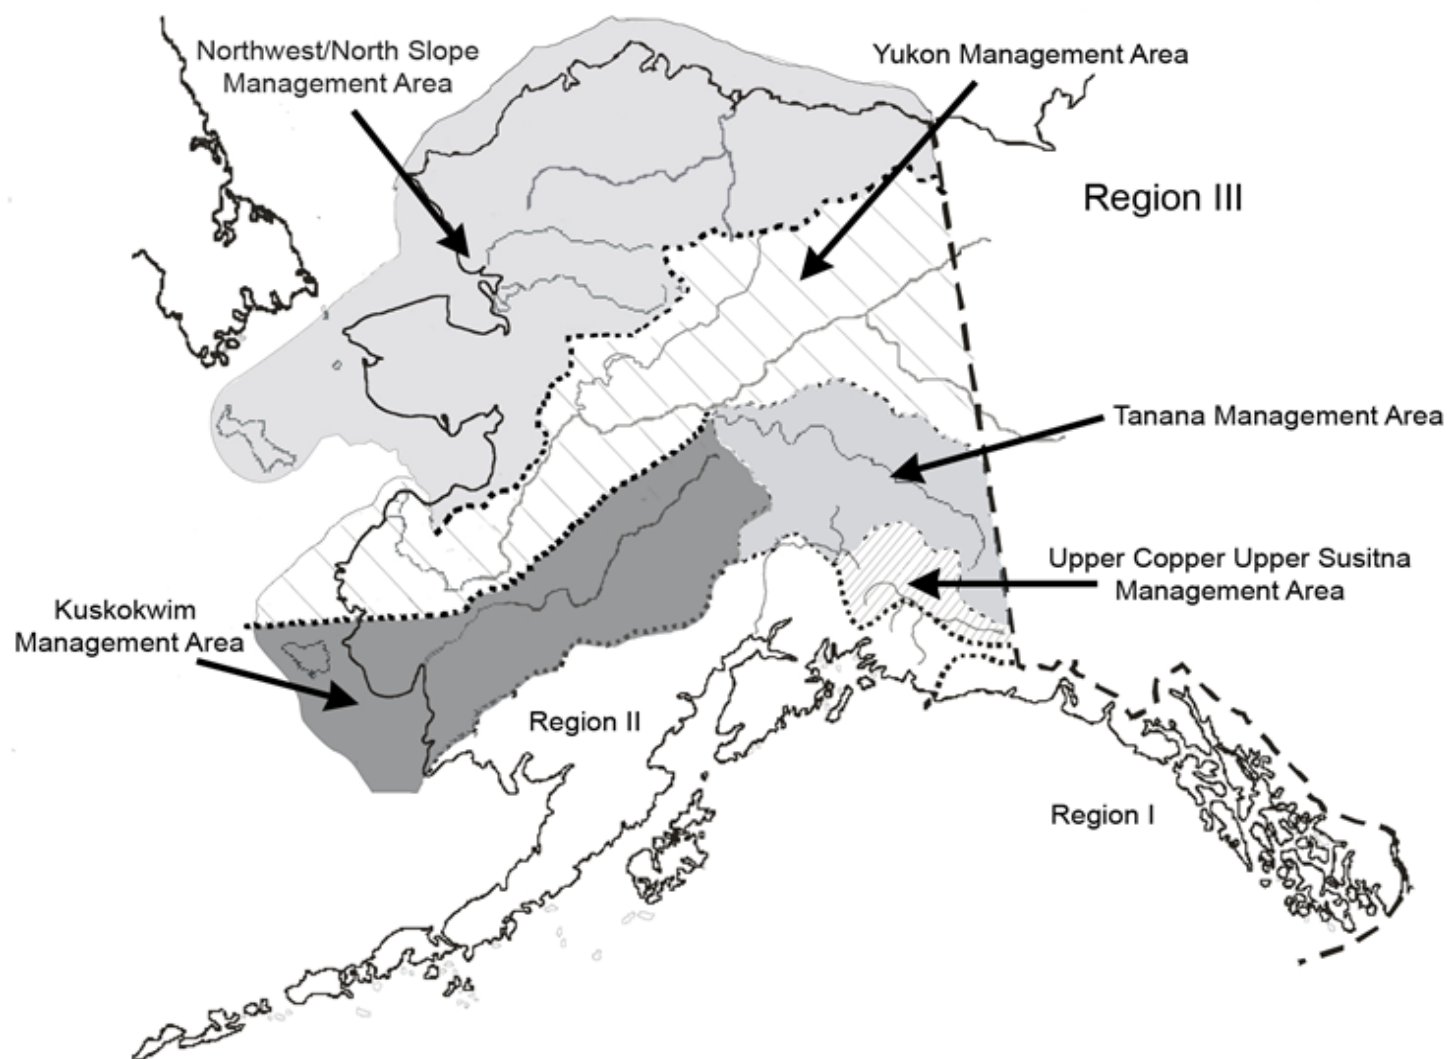 Northwest/North Slope
Management Area
Yukon Management Area
Region III
Tanana Management Area
Upper Copper Upper Susitna
Management Area
Kuskokwim
Management Area
Region II
Region I